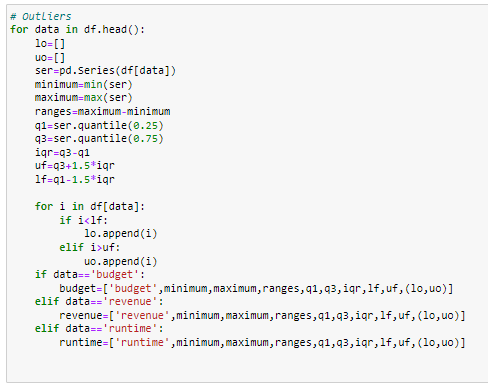 # Outliers
for data in df.head():
    lo=[]
    uo=[]
    ser=pd.Series(df[data])
    minimum=min(ser)
    maximum=max(ser)
    ranges=maximum-minimum
    q1=ser.quantile(0.25)
    q3=ser.quantile(0.75)
    iqr=q3-q1
    uf=q3+1.5*iqr
    lf=q1-1.5*iqr

    for i in df[data]:
        if i<lf:
            lo.append(i)
        elif i>uf:
            uo.append(i)
    if data=='budget':
        budget=['budget',minimum,maximum,ranges,q1,q3,iqr,lf,uf,(lo,uo)]
    elif data=='revenue':
        revenue=['revenue',minimum,maximum,ranges,q1,q3,iqr,lf,uf,(lo,uo)]
    elif data=='runtime':
        runtime=['runtime',minimum,maximum,ranges,q1,q3,iqr,lf,uf,(lo,uo)]